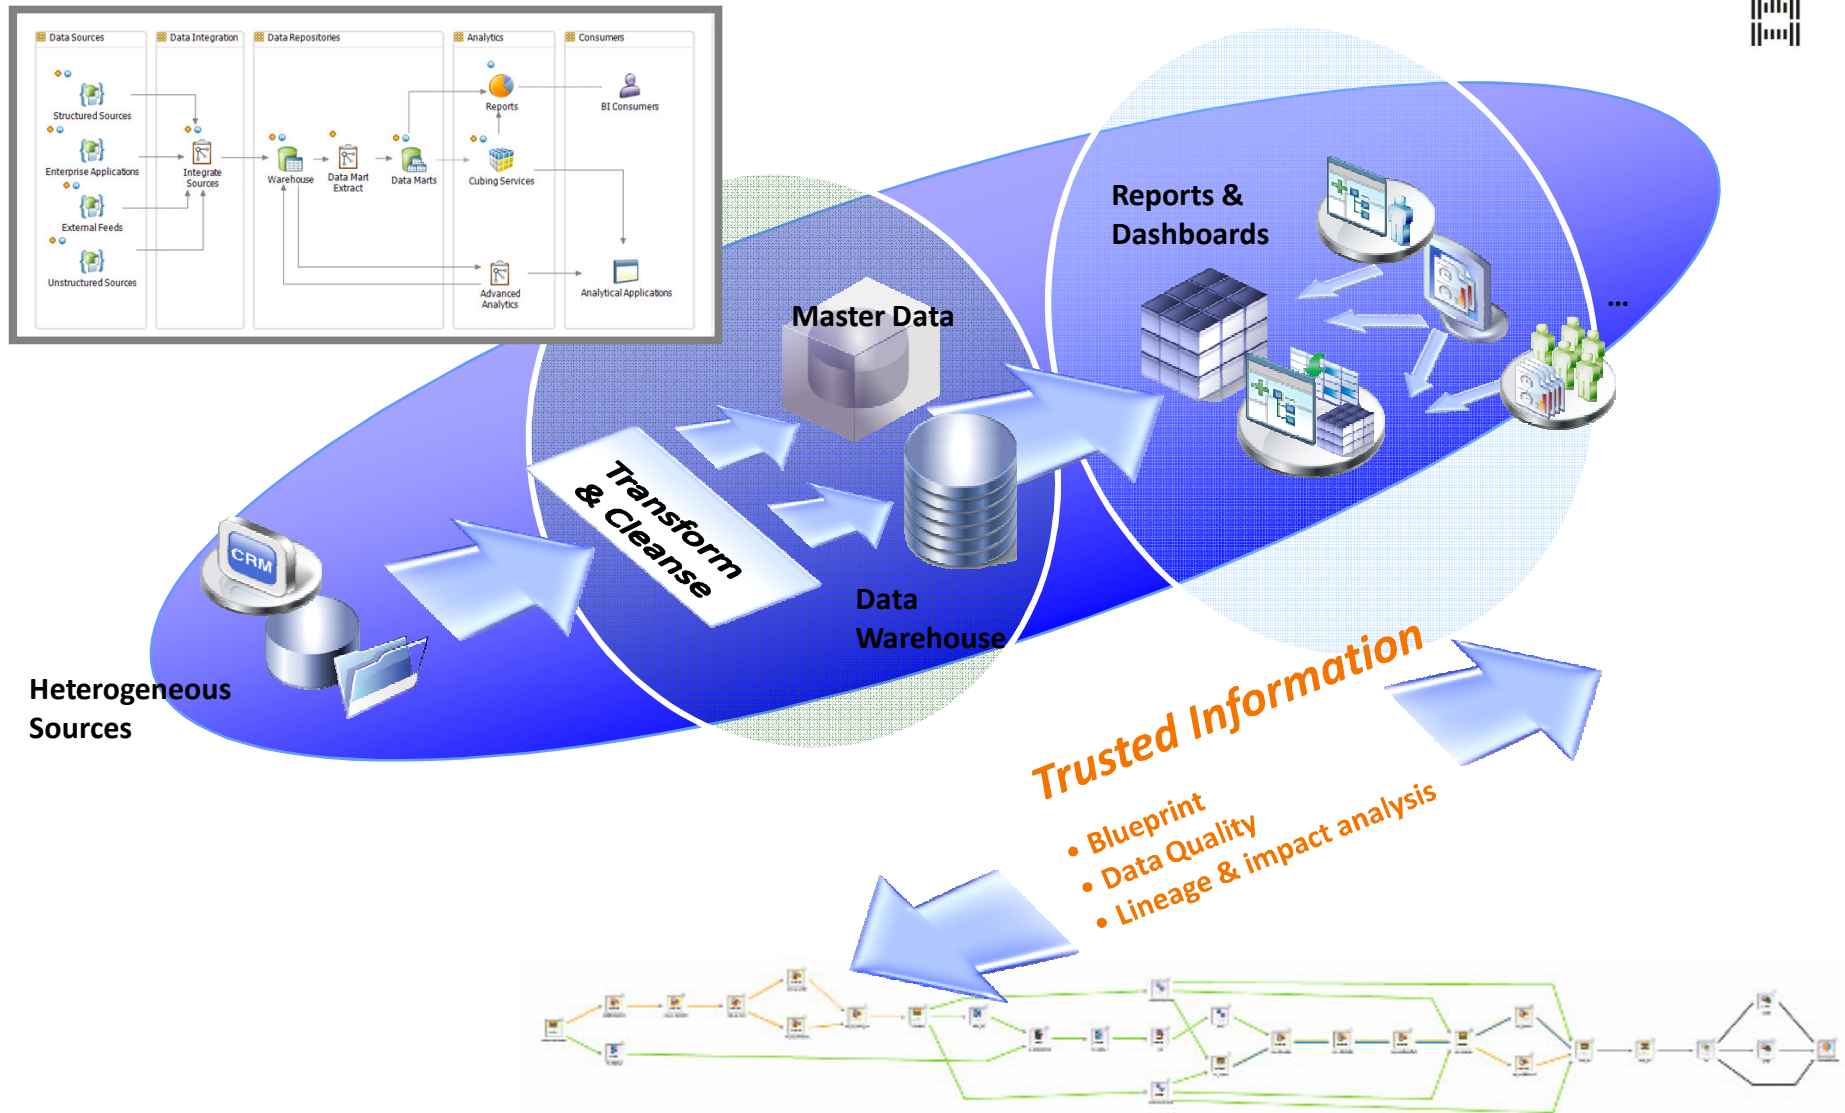 Data Sources
Data Integration
Data Repositories
Analytics
Consumers
Structured Sources
Enterprise Applications
External Feeds
Unstructured Sources
Integrate
Sources
Warehouse
Data Mart
Extract
Data Marts
Reports
Cubing Services
Advanced
Analytics
BI Consumers
Analytical Applications
Reports &
Dashboards
...
Master Data
Transform
& Cleanse
CRM
Data
Warehouse
Heterogeneous
Sources
Trusted Information
• Blueprint
• Data Quality
• Lineage & impact analysis